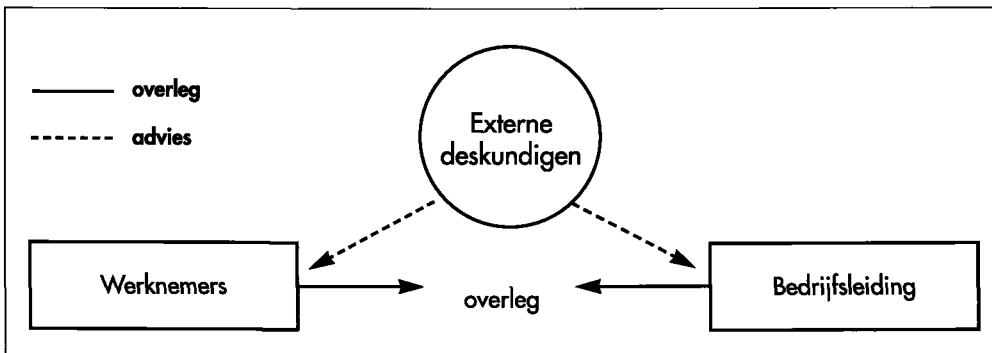 overleg
advies
Externe
deskundigen
Werknemers
overleg
Bedrijfsleiding